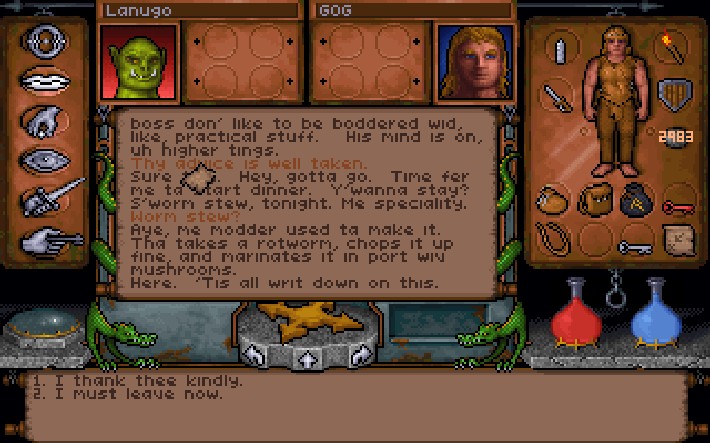 Lanugo
GOG
boss don' like to be boddered wid,
like, practical stuff. His mind is on,
uh higher tings.
Thy advice is well taken.
Sure Hey, gotta go. Time fer
me ta start dinner. Y'wanna stay?
S'worm stew, tonight. Me speciality.
Worm stew?
Aye, me modder used ta make it.
Tha takes a rotworm, chops it up
fine, and marinates it in port wiv
mushrooms.
Here. 'Tis all writ down on this.
2983
1. I thank thee kindly.
2. I must leave now.